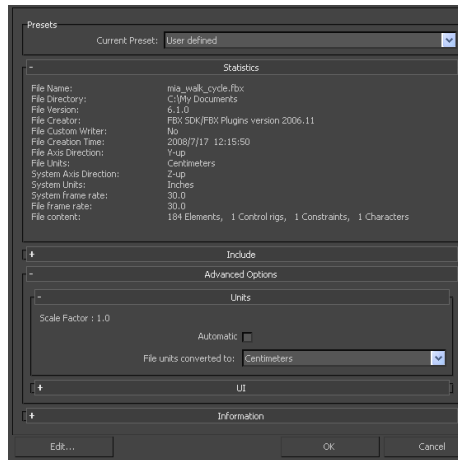 Presets
Current Preset: User defined
- Statistics
File Name: mia_walk_cycle.fbx
File Directory: C:\My Documents
File Version: 6.1.0
File Creator: FBX SDK/FBX Plugins version 2006.11
File Custom Writer: No
File Creation Time: 2008/7/17 12:15:50
File Axis Direction: Y-up
File Units: Centimeters
System Axis Direction: Z-up
System Units: Inches
System frame rate: 30.0
File frame rate: 30.0
File content: 184 Elements, 1 Control rigs, 1 Constraints, 1 Characters
+ Include
- Advanced Options
- Units
Scale Factor : 1.0
Automatic
File units converted to: Centimeters
+ UI
+ Information
Edit... OK Cancel